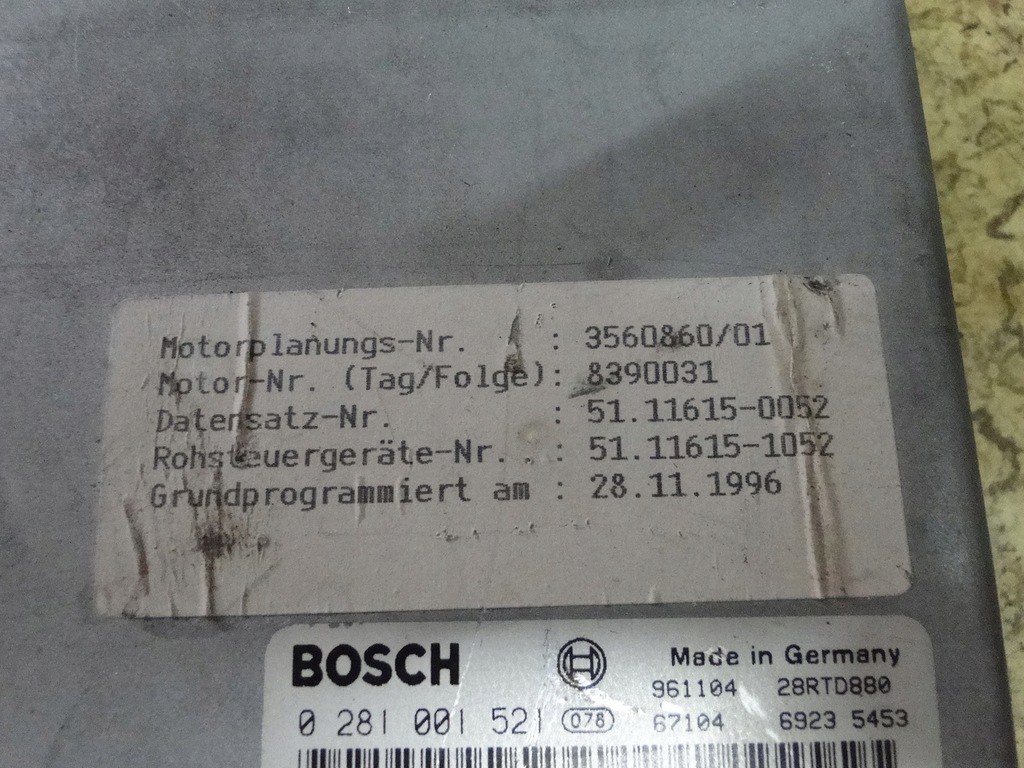 Motorplanungs-Nr. : 3560860/01
Motor-Nr. (Tag/Folge): 8390031
Datensatz-Nr. : 51.11615-0052
Rohsteuergeräte-Nr. : 51.11615-1052
Grundprogrammiert am : 28.11.1996
BOSCH Made in Germany
961104 28RTD880
0 281 001 521 078 67104 6923 5453